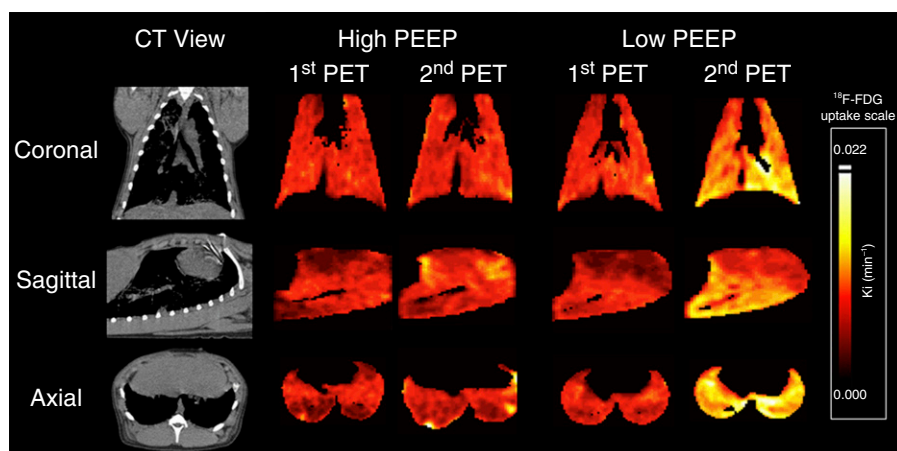 CT View High PEEP Low PEEP
1st PET 2nd PET 1st PET 2nd PET
18F-FDG
uptake scale
Coronal
0.022
Sagittal
Ki (min-1)
Axial
0.000